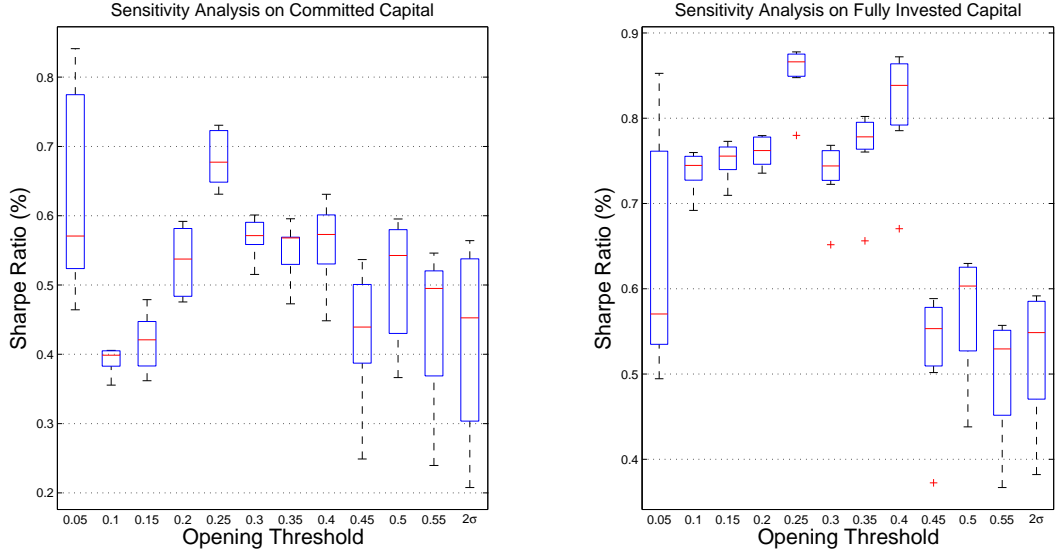 Sensitivity Analysis on Committed Capital
0.8
0.7
0.6
0.5
0.4
0.3
0.2
Sharpe Ratio (%)
0.05 0.1 0.15 0.2 0.25 0.3 0.35 0.4 0.45 0.5 0.55 2σ
Opening Threshold
Sensitivity Analysis on Fully Invested Capital
0.9
0.8
0.7
0.6
0.5
0.4
Sharpe Ratio (%)
0.05 0.1 0.15 0.2 0.25 0.3 0.35 0.4 0.45 0.5 0.55 2σ
Opening Threshold